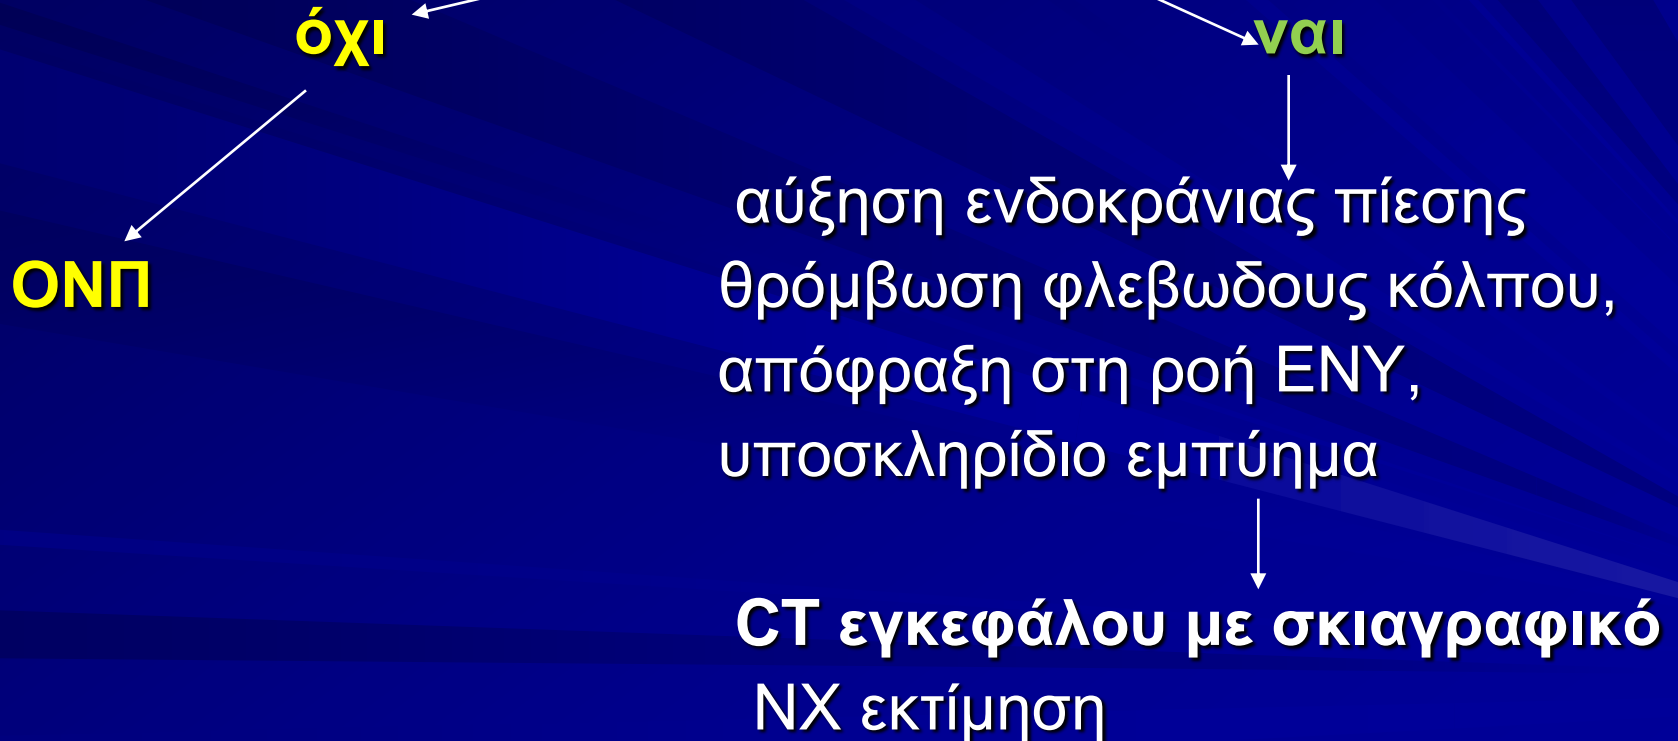 όχι
ναι
ΟΝΠ
αύξηση ενδοκράνιας πίεσης
θρόμβωση φλεβωδους κόλπου,
απόφραξη στη ροή ΕΝΥ,
υποσκληρίδιο εμπύημα
CT εγκεφάλου με σκιαγραφικό
ΝΧ εκτίμηση